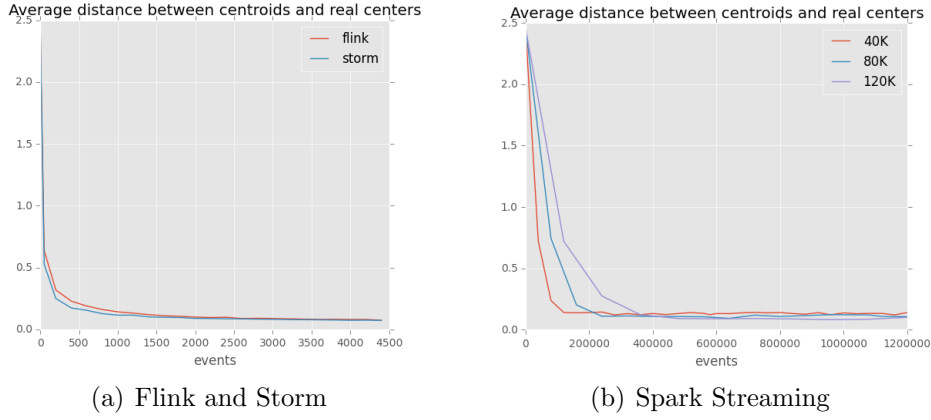 Average distance between centroids and real centers
2.5
2.0
1.5
1.0
0.5
0.0
0
500
1000
1500
2000
2500
3000
3500
4000
4500
events
flink
storm
(a) Flink and Storm
Average distance between centroids and real centers
2.5
2.0
1.5
1.0
0.5
0.0
0
200000
400000
600000
800000
1000000
1200000
events
40K
80K
120K
(b) Spark Streaming